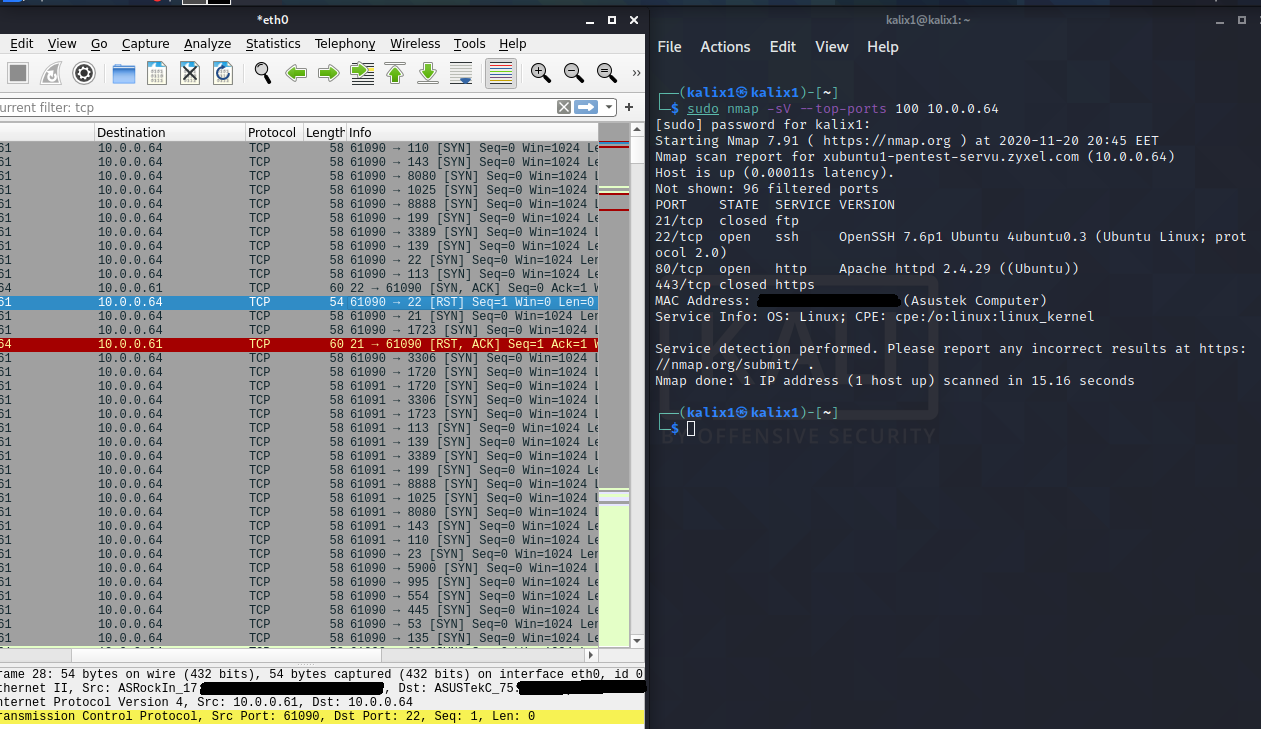 *eth0
Edit View Go Capture Analyze Statistics Telephony Wireless Tools Help
urrent filter: tcp
Destination Protocol Length Info
61 10.0.0.64 TCP 58 61090 → 110 [SYN] Seq=0 Win=1024 Le
61 10.0.0.64 TCP 58 61090 → 143 [SYN] Seq=0 Win=1024 Le
61 10.0.0.64 TCP 58 61090 → 8080 [SYN] Seq=0 Win=1024 L
61 10.0.0.64 TCP 58 61090 → 1025 [SYN] Seq=0 Win=1024 L
61 10.0.0.64 TCP 58 61090 → 8888 [SYN] Seq=0 Win=1024 L
61 10.0.0.64 TCP 58 61090 → 199 [SYN] Seq=0 Win=1024 Le
61 10.0.0.64 TCP 58 61090 → 3389 [SYN] Seq=0 Win=1024 L
61 10.0.0.64 TCP 58 61090 → 139 [SYN] Seq=0 Win=1024 Le
61 10.0.0.64 TCP 58 61090 → 22 [SYN] Seq=0 Win=1024 Len
61 10.0.0.64 TCP 58 61090 → 113 [SYN] Seq=0 Win=1024 Le
64 10.0.0.61 TCP 60 22 → 61090 [SYN, ACK] Seq=0 Ack=1 W
61 10.0.0.64 TCP 54 61090 → 22 [RST] Seq=1 Win=0 Len=0
61 10.0.0.64 TCP 58 61090 → 21 [SYN] Seq=0 Win=1024 Len
61 10.0.0.64 TCP 58 61090 → 1723 [SYN] Seq=0 Win=1024 L
64 10.0.0.61 TCP 60 21 → 61090 [RST, ACK] Seq=1 Ack=1 W
61 10.0.0.64 TCP 58 61090 → 3306 [SYN] Seq=0 Win=1024 L
61 10.0.0.64 TCP 58 61090 → 1720 [SYN] Seq=0 Win=1024 L
61 10.0.0.64 TCP 58 61091 → 1720 [SYN] Seq=0 Win=1024 L
61 10.0.0.64 TCP 58 61091 → 3306 [SYN] Seq=0 Win=1024 L
61 10.0.0.64 TCP 58 61091 → 1723 [SYN] Seq=0 Win=1024 L
61 10.0.0.64 TCP 58 61091 → 113 [SYN] Seq=0 Win=1024 Le
61 10.0.0.64 TCP 58 61091 → 139 [SYN] Seq=0 Win=1024 Le
61 10.0.0.64 TCP 58 61091 → 3389 [SYN] Seq=0 Win=1024 L
61 10.0.0.64 TCP 58 61091 → 199 [SYN] Seq=0 Win=1024 Le
61 10.0.0.64 TCP 58 61091 → 8888 [SYN] Seq=0 Win=1024 L
61 10.0.0.64 TCP 58 61091 → 1025 [SYN] Seq=0 Win=1024 L
61 10.0.0.64 TCP 58 61091 → 8080 [SYN] Seq=0 Win=1024 L
61 10.0.0.64 TCP 58 61091 → 143 [SYN] Seq=0 Win=1024 Le
61 10.0.0.64 TCP 58 61091 → 110 [SYN] Seq=0 Win=1024 Le
61 10.0.0.64 TCP 58 61090 → 23 [SYN] Seq=0 Win=1024 Len
61 10.0.0.64 TCP 58 61090 → 5900 [SYN] Seq=0 Win=1024 L
61 10.0.0.64 TCP 58 61090 → 995 [SYN] Seq=0 Win=1024 Le
61 10.0.0.64 TCP 58 61090 → 554 [SYN] Seq=0 Win=1024 Le
61 10.0.0.64 TCP 58 61090 → 445 [SYN] Seq=0 Win=1024 Le
61 10.0.0.64 TCP 58 61090 → 53 [SYN] Seq=0 Win=1024 Len
61 10.0.0.64 TCP 58 61090 → 135 [SYN] Seq=0 Win=1024 Le
rame 28: 54 bytes on wire (432 bits), 54 bytes captured (432 bits) on interface eth0, id 0
thernet II, Src: ASRockIn_17: , Dst: ASUSTekC_75:
nternet Protocol Version 4, Src: 10.0.0.61, Dst: 10.0.0.64
ransmission Control Protocol, Src Port: 61090, Dst Port: 22, Seq: 1, Len: 0
kalix1@kalix1: ~
File Actions Edit View Help
┌──(kalix1㉿kalix1)-[~]
└─$ sudo nmap -sV --top-ports 100 10.0.0.64
[sudo] password for kalix1:
Starting Nmap 7.91 ( https://nmap.org ) at 2020-11-20 20:45 EET
Nmap scan report for xubuntu1-pentest-servu.zyxel.com (10.0.0.64)
Host is up (0.00011s latency).
Not shown: 96 filtered ports
PORT STATE SERVICE VERSION
21/tcp closed ftp
22/tcp open ssh OpenSSH 7.6p1 Ubuntu 4ubuntu0.3 (Ubuntu Linux; prot
ocol 2.0)
80/tcp open http Apache httpd 2.4.29 ((Ubuntu))
443/tcp closed https
MAC Address: (Asustek Computer)
Service Info: OS: Linux; CPE: cpe:/o:linux:linux_kernel
Service detection performed. Please report any incorrect results at https:
//nmap.org/submit/ .
Nmap done: 1 IP address (1 host up) scanned in 15.16 seconds
┌──(kalix1㉿kalix1)-[~]
└─$
KALI
BY OFFENSIVE SECURITY